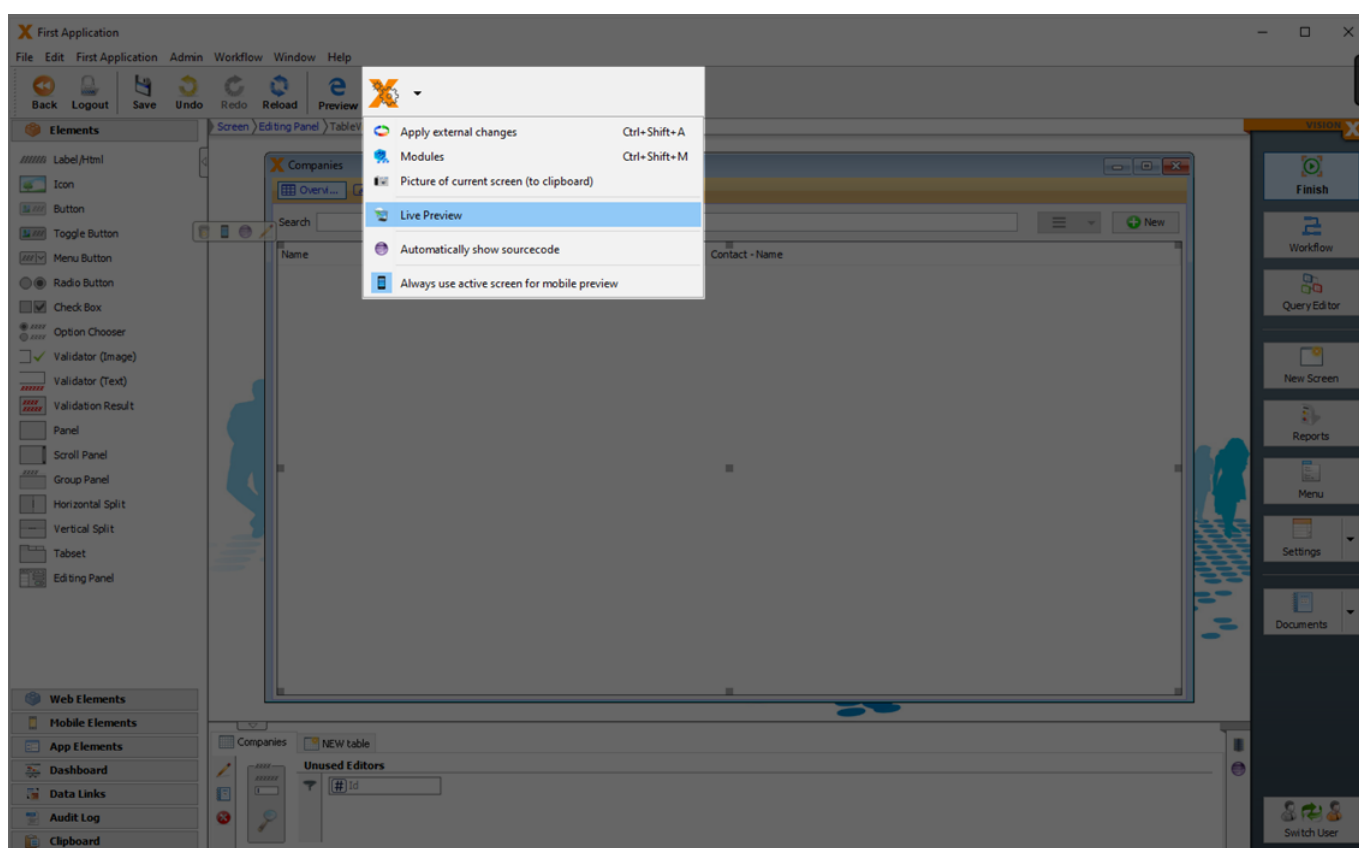 First Application
File Edit First Application Admin Workflow Window Help
Back Logout Save Undo Redo Reload Preview
Elements
Screen Editing Panel
VISION
Label/Html
Icon
Button
Toggle Button
Menu Button
Radio Button
Check Box
Option Chooser
Validator (Image)
Validator (Text)
Validation Result
Panel
Scroll Panel
Group Panel
Horizontal Split
Vertical Split
Tabset
Editing Panel
Web Elements
Mobile Elements
App Elements
Dashboard
Data Links
Audit Log
Clipboard
Apply external changes Ctrl+Shift+A
Modules Ctrl+Shift+M
Picture of current screen (to clipboard)
Live Preview
Automatically show sourcecode
Always use active screen for mobile preview
Companies
Overvi...
Search New
Name Contact - Name
Companies NEW table
Unused Editors
# Id
Finish
Workflow
Query Editor
New Screen
Reports
Menu
Settings
Documents
Switch User